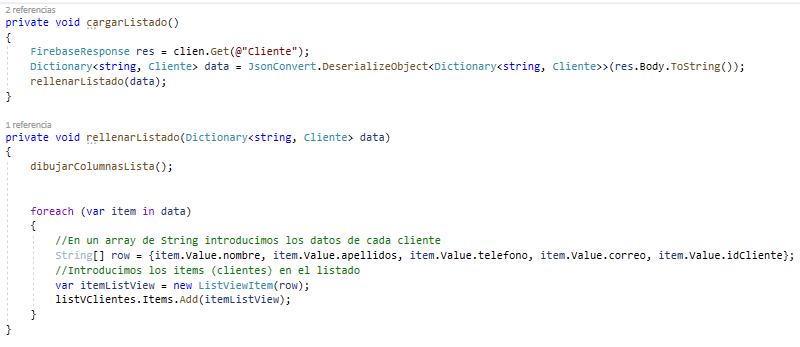 2 referencias
private void cargarListado()
{
FirebaseResponse res = clien.Get(@"Cliente");
Dictionary<string, Cliente> data = JsonConvert.DeserializeObject<Dictionary<string, Cliente>>(res.Body.ToString());
rellenarListado(data);
}
1 referencia
private void rellenarListado(Dictionary<string, Cliente> data)
{
dibujarColumnasLista();
foreach (var item in data)
{
//En un array de String introducimos los datos de cada cliente
String[] row = {item.Value.nombre, item.Value.apellidos, item.Value.telefono, item.Value.correo, item.Value.idCliente};
//Introducimos los items (clientes) en el listado
var itemListView = new ListViewItem(row);
listVClientes.Items.Add(itemListView);
}
}